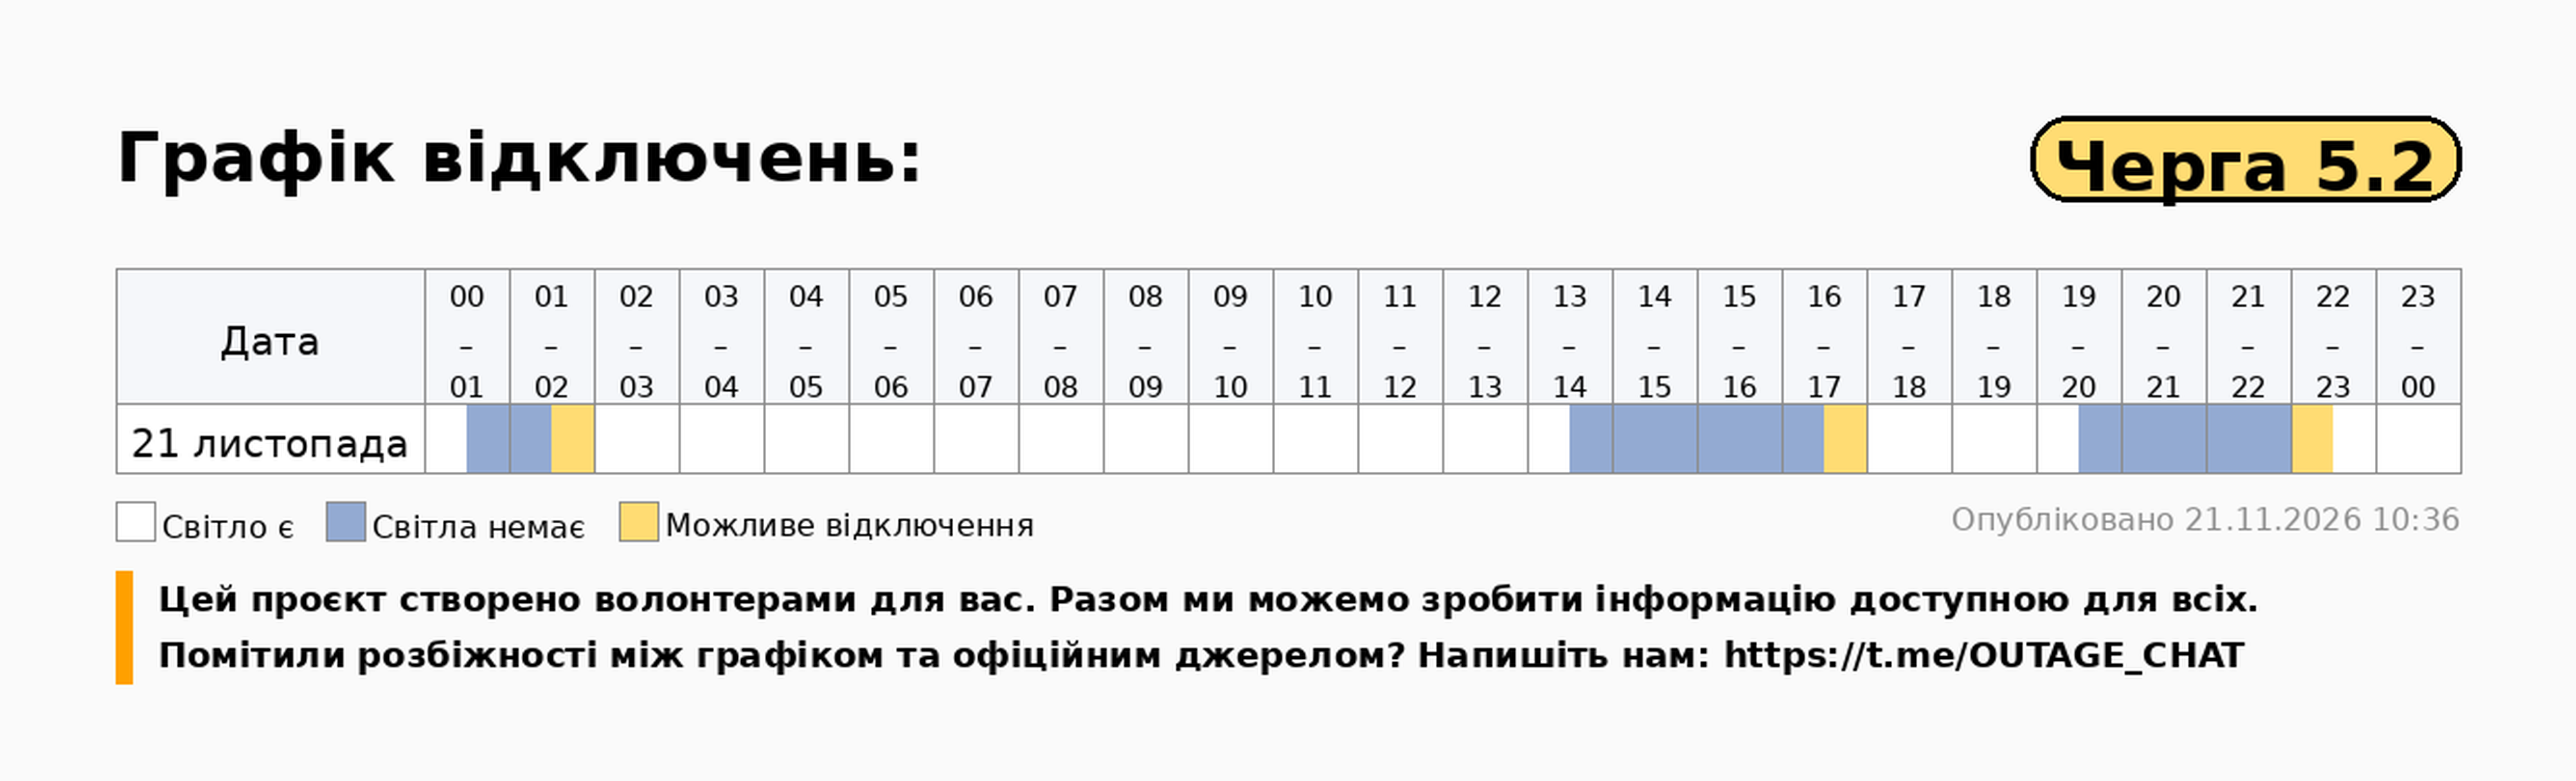 Графік відключень:
Черга 5.2
Дата 00 – 01 01 – 02 02 – 03 03 – 04 04 – 05 05 – 06 06 – 07 07 – 08 08 – 09 09 – 10 10 – 11 11 – 12 12 – 13 13 – 14 14 – 15 15 – 16 16 – 17 17 – 18 18 – 19 19 – 20 20 – 21 21 – 22 22 – 23 23 – 00
21 листопада
Світло є Світла немає Можливе відключення
Опубліковано 21.11.2026 10:36
Цей проєкт створено волонтерами для вас. Разом ми можемо зробити інформацію доступною для всіх.
Помітили розбіжності між графіком та офіційним джерелом? Напишіть нам: https://t.me/OUTAGE_CHAT